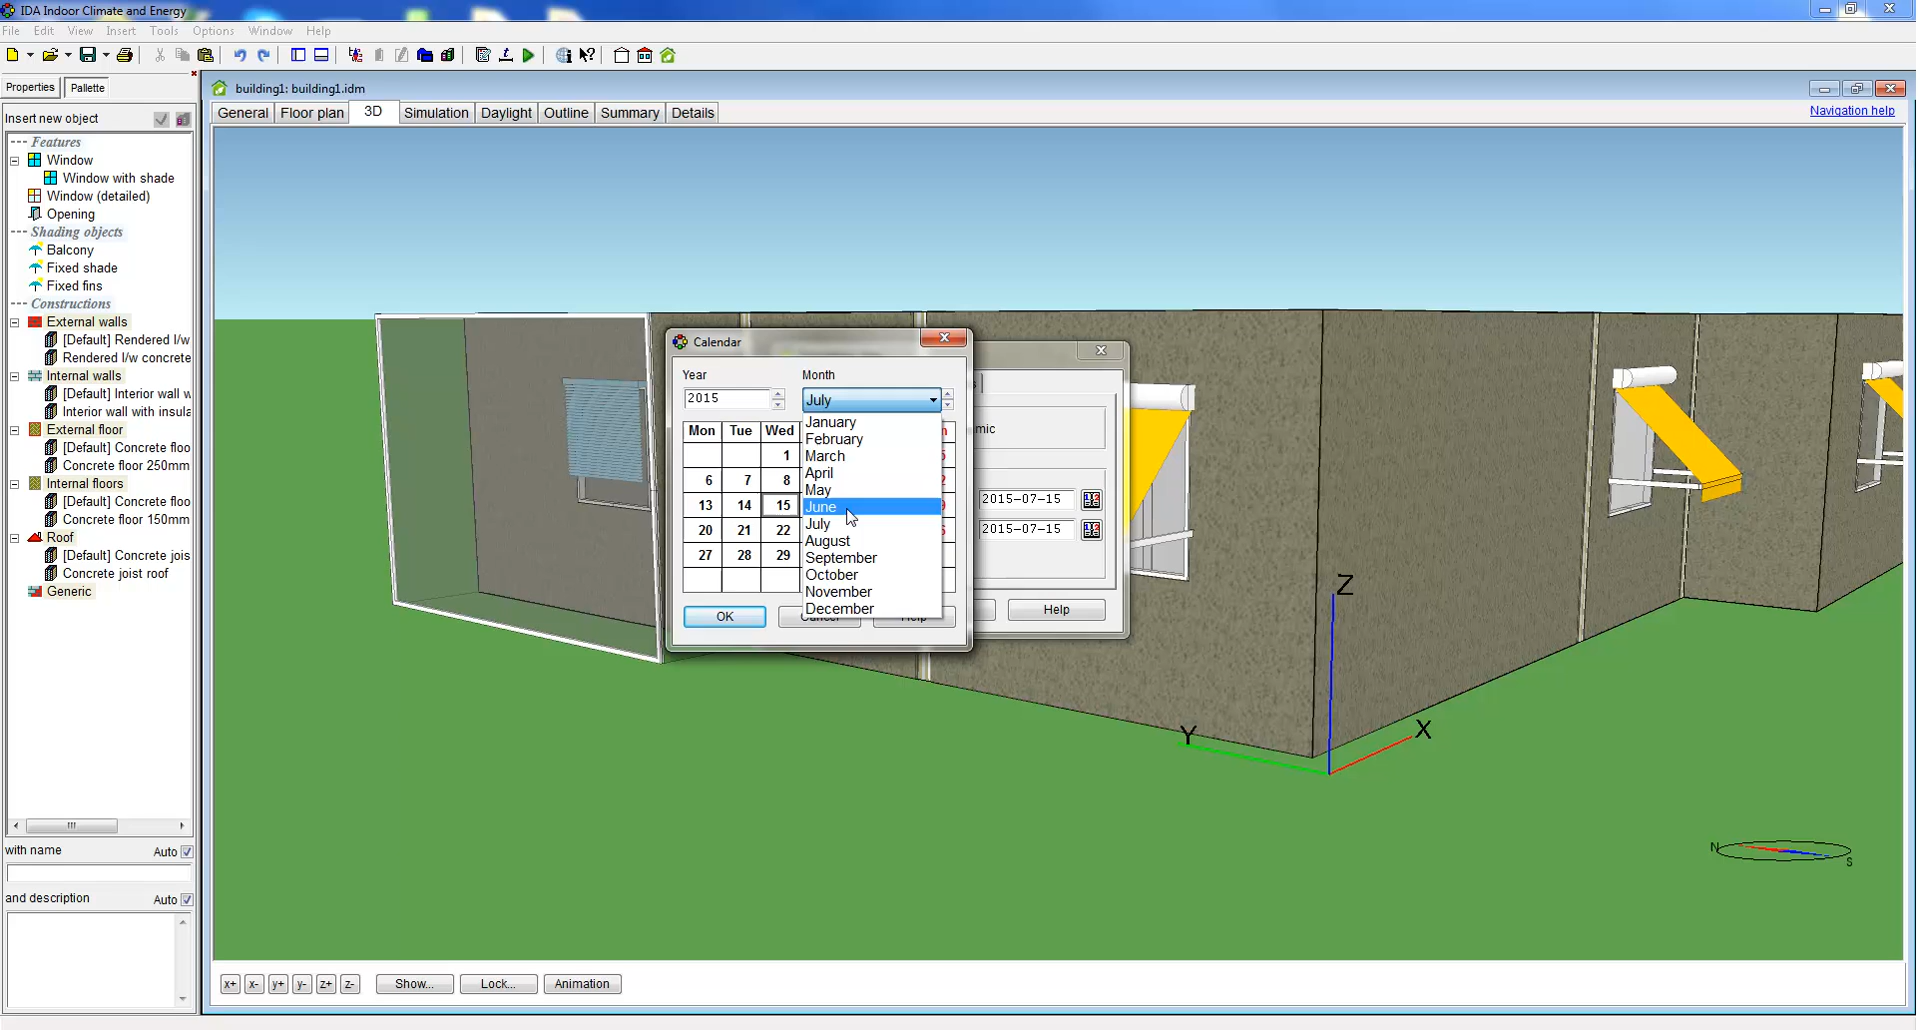 IDA Indoor Climate and Energy
File Edit View Insert Tools Options Window Help
Properties Palette
building1: building1.idm
General Floor plan 3D Simulation Daylight Outline Summary Details
Navigation help
Insert new object
--- Features
Window
Window with shade
Window (detailed)
Opening
--- Shading objects
Balcony
Fixed shade
Fixed fins
--- Constructions
External walls
[Default] Rendered l/w
Rendered l/w concrete
Internal walls
[Default] Interior wall w
Interior wall with insula
External floor
[Default] Concrete floo
Concrete floor 250mm
Internal floors
[Default] Concrete floo
Concrete floor 150mm
Roof
[Default] Concrete jois
Concrete joist roof
Generic
with name Auto
and description Auto
Calendar
Year Month
2015 July
Mon Tue Wed
1
6 7 8
13 14 15
20 21 22
27 28 29
January
February
March
April
May
June
July
August
September
October
November
December
OK Cancel Help
mic
2015-07-15
2015-07-15
Help
Z
Y X
N S
x+ x- y+ y- z+ z- Show... Lock... Animation